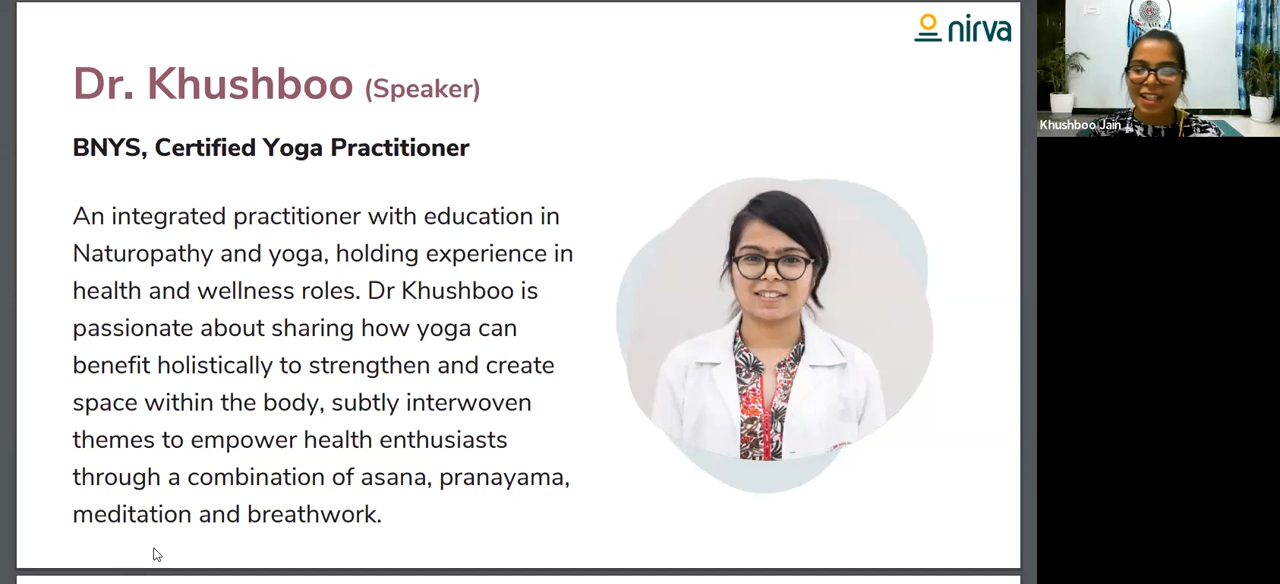 nirva
Dr. Khushboo (Speaker)
BNYS, Certified Yoga Practitioner
An integrated practitioner with education in
Naturopathy and yoga, holding experience in
health and wellness roles. Dr Khushboo is
passionate about sharing how yoga can
benefit holistically to strengthen and create
space within the body, subtly interwoven
themes to empower health enthusiasts
through a combination of asana, pranayama,
meditation and breathwork.
Khushboo Jain